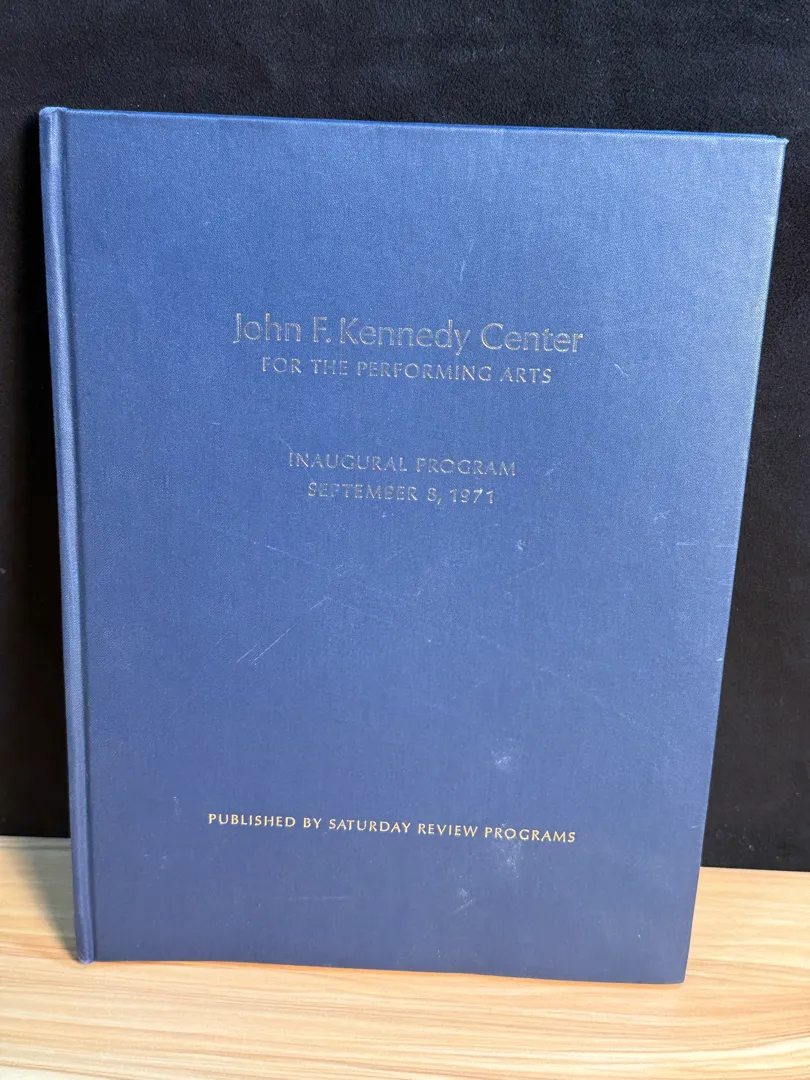 John F. Kennedy Center
FOR THE PERFORMING ARTS
INAUGURAL PROGRAM
SEPTEMBER 8, 1971
PUBLISHED BY SATURDAY REVIEW PROGRAMS